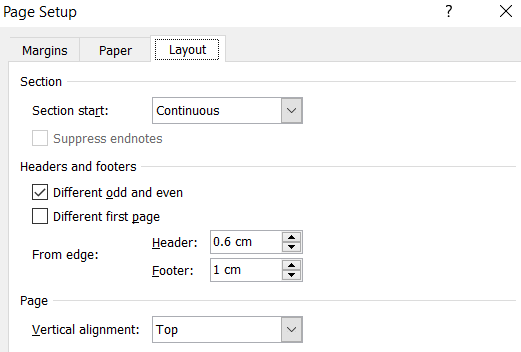 Page Setup ?
Margins Paper Layout
Section
Section start: Continuous
Suppress endnotes
Headers and footers
Different odd and even
Different first page
Header: 0.6 cm
From edge:
Footer: 1 cm
Page
Vertical alignment: Top